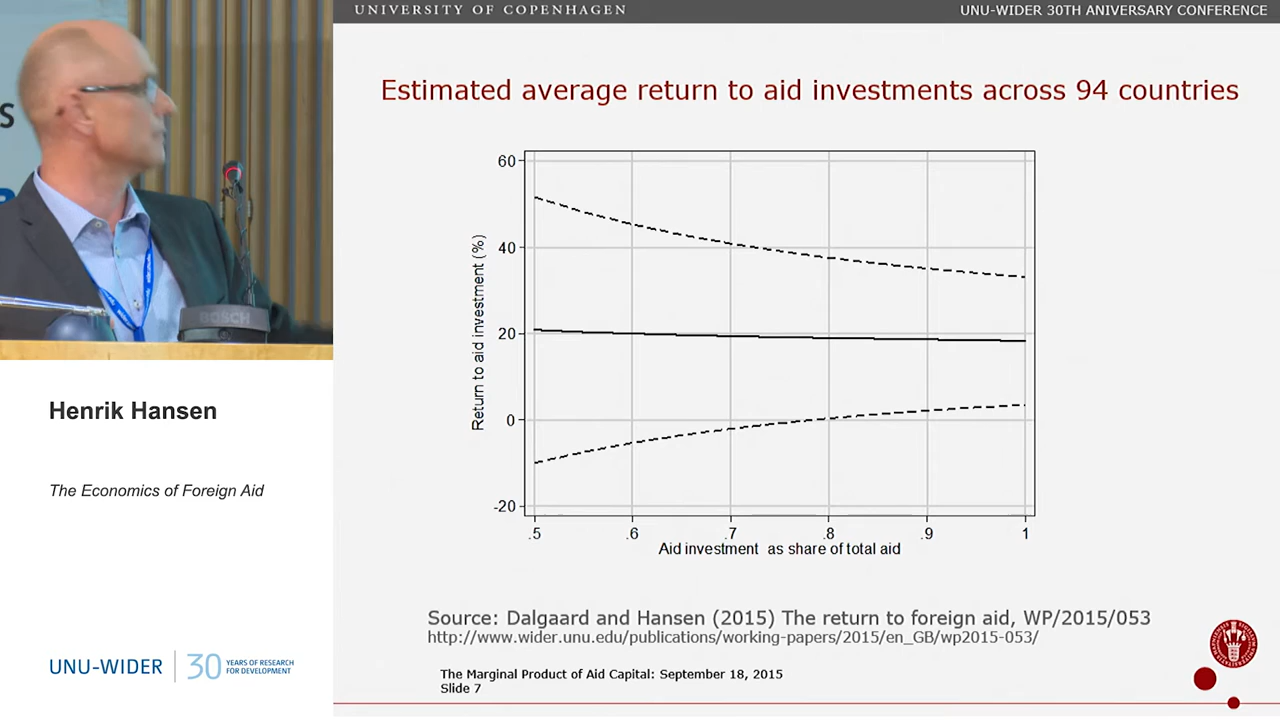 UNIVERSITY OF COPENHAGEN
UNU-WIDER 30TH ANIVERSARY CONFERENCE
Estimated average return to aid investments across 94 countries
60
40
20
0
-20
Return to aid investment (%)
.5 .6 .7 .8 .9 1
Aid investment as share of total aid
Source: Dalgaard and Hansen (2015) The return to foreign aid, WP/2015/053
http://www.wider.unu.edu/publications/working-papers/2015/en_GB/wp2015-053/
The Marginal Product of Aid Capital: September 18, 2015
Slide 7
S
BOSCH
Henrik Hansen
The Economics of Foreign Aid
UNU-WIDER
30 YEARS OF RESEARCH
FOR DEVELOPMENT